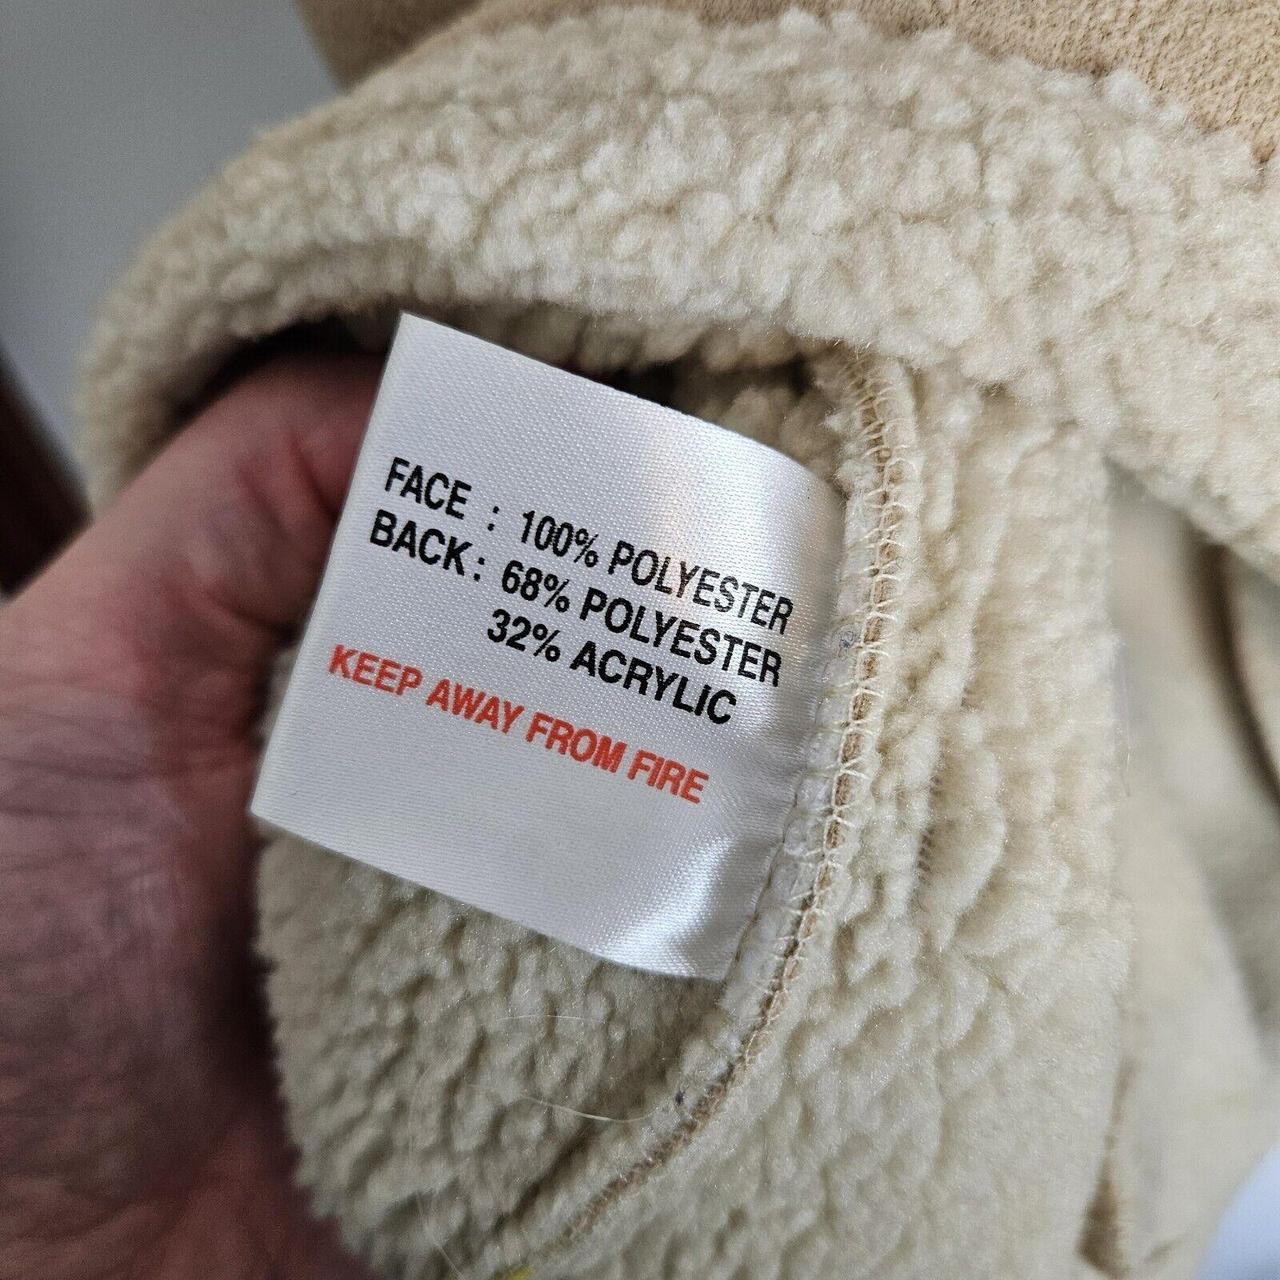 FACE : 100% POLYESTER
BACK : 68% POLYESTER
32% ACRYLIC
KEEP AWAY FROM FIRE